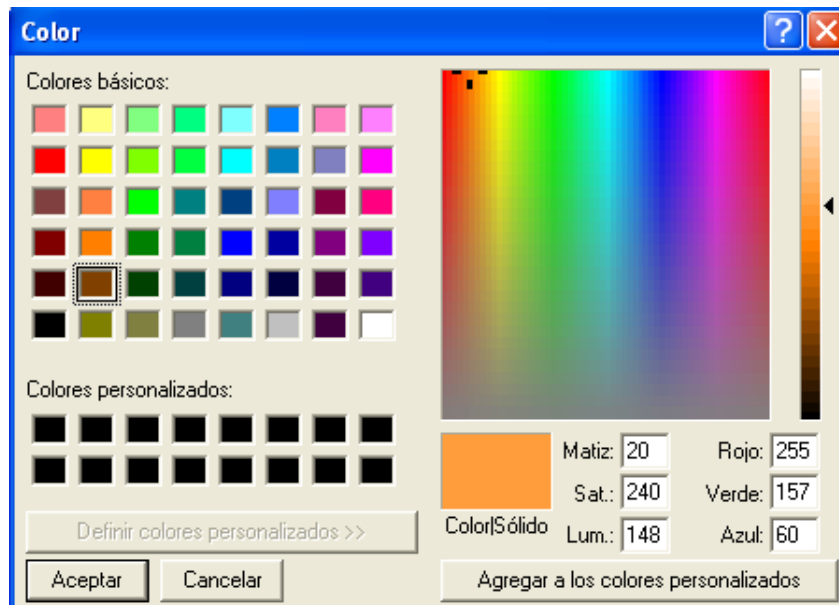 Color
Colores básicos:
Colores personalizados:
Definir colores personalizados >>
Aceptar
Cancelar
Color|Sólido
Matiz: 20
Sat.: 240
Lum.: 148
Rojo: 255
Verde: 157
Azul: 60
Agregar a los colores personalizados